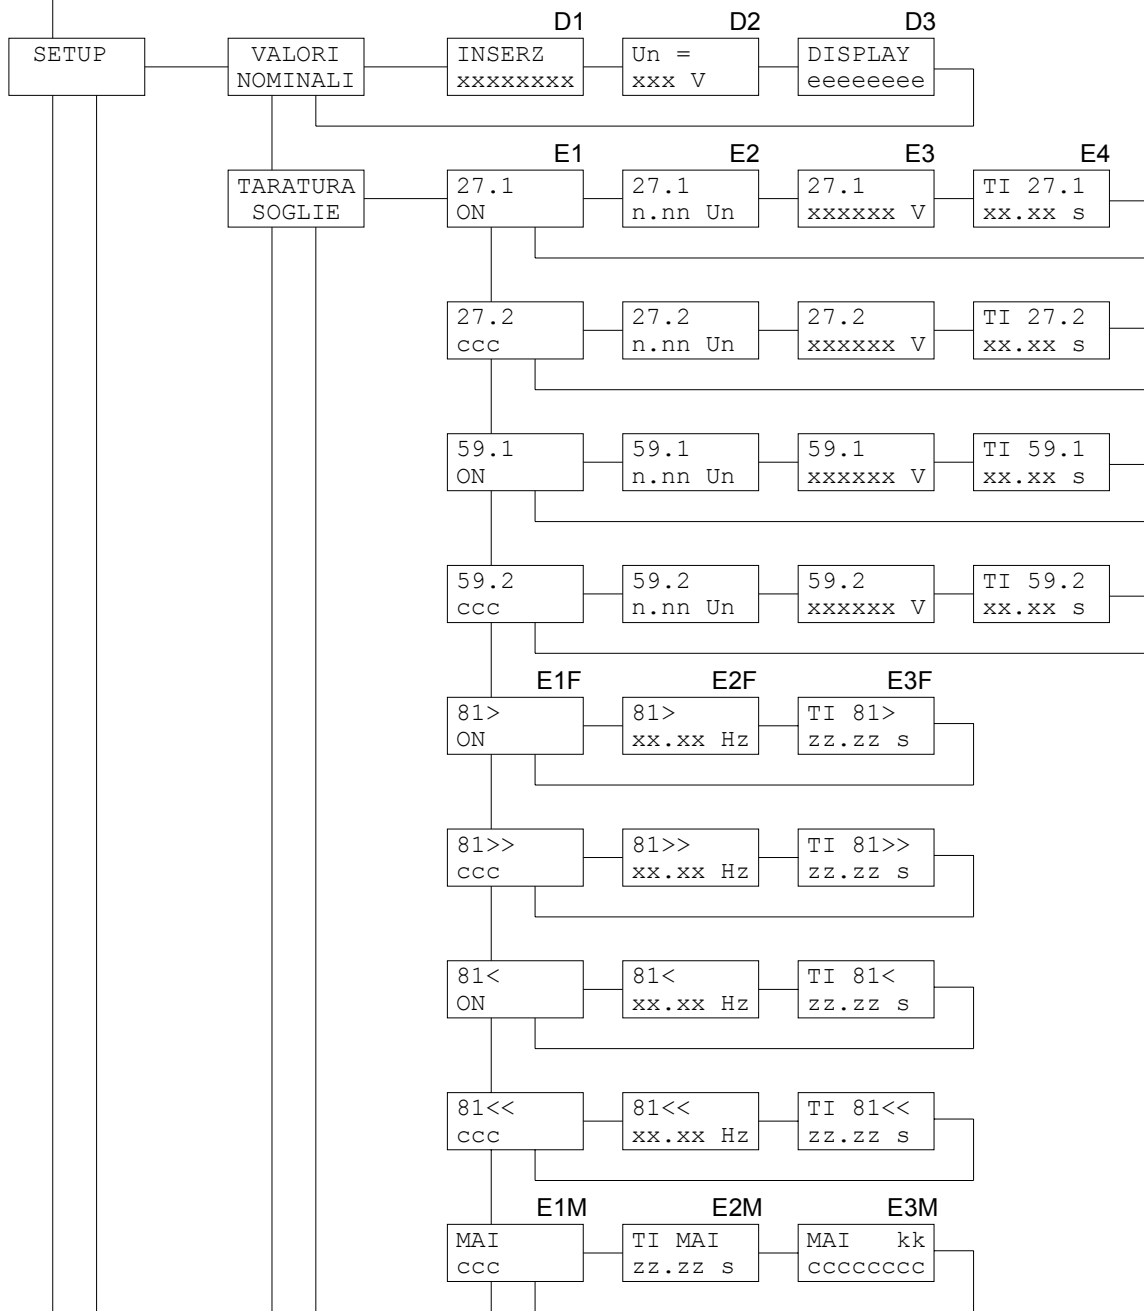 D1 D2 D3
SETUP VALORI INSERZ Un = DISPLAY
NOMINALI xxxxxxxx xxx V eeeeeeee
E1 E2 E3 E4
TARATURA 27.1 27.1 27.1 TI 27.1
SOGLIE ON n.nn Un xxxxxx V xx.xx s
27.2 27.2 27.2 TI 27.2
ccc n.nn Un xxxxxx V xx.xx s
59.1 59.1 59.1 TI 59.1
ON n.nn Un xxxxxx V xx.xx s
59.2 59.2 59.2 TI 59.2
ccc n.nn Un xxxxxx V xx.xx s
E1F E2F E3F
81> 81> TI 81>
ON xx.xx Hz zz.zz s
81>> 81>> TI 81>>
ccc xx.xx Hz zz.zz s
81< 81< TI 81<
ON xx.xx Hz zz.zz s
81<< 81<< TI 81<<
ccc xx.xx Hz zz.zz s
E1M E2M E3M
MAI TI MAI MAI kk
ccc zz.zz s cccccccc